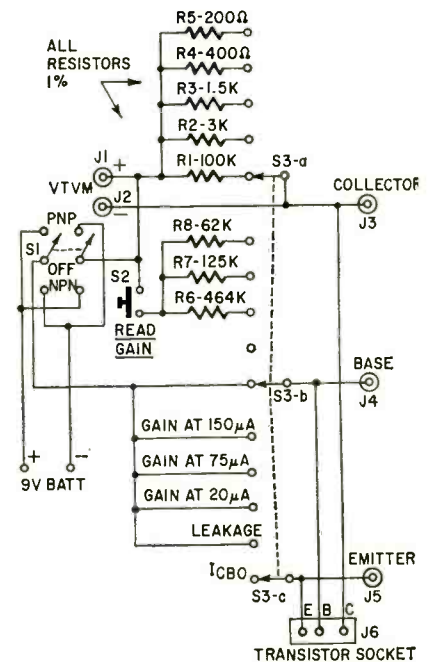 R5-200Ω
ALL
RESISTORS
1%
R4-400Ω
R3-1.5K
R2-3K
R1-100K
J1
+
VTVM
S3-a
J2
−
COLLECTOR
J3
PNP
S1
OFF
NPN
S2
READ
GAIN
R8-62K
R7-125K
R6-464K
BASE
S3-b
J4
GAIN AT 150μA
GAIN AT 75μA
GAIN AT 20μA
LEAKAGE
+
−
9V BATT
ICBO
S3-c
EMITTER
J5
E B C
J6
TRANSISTOR SOCKET